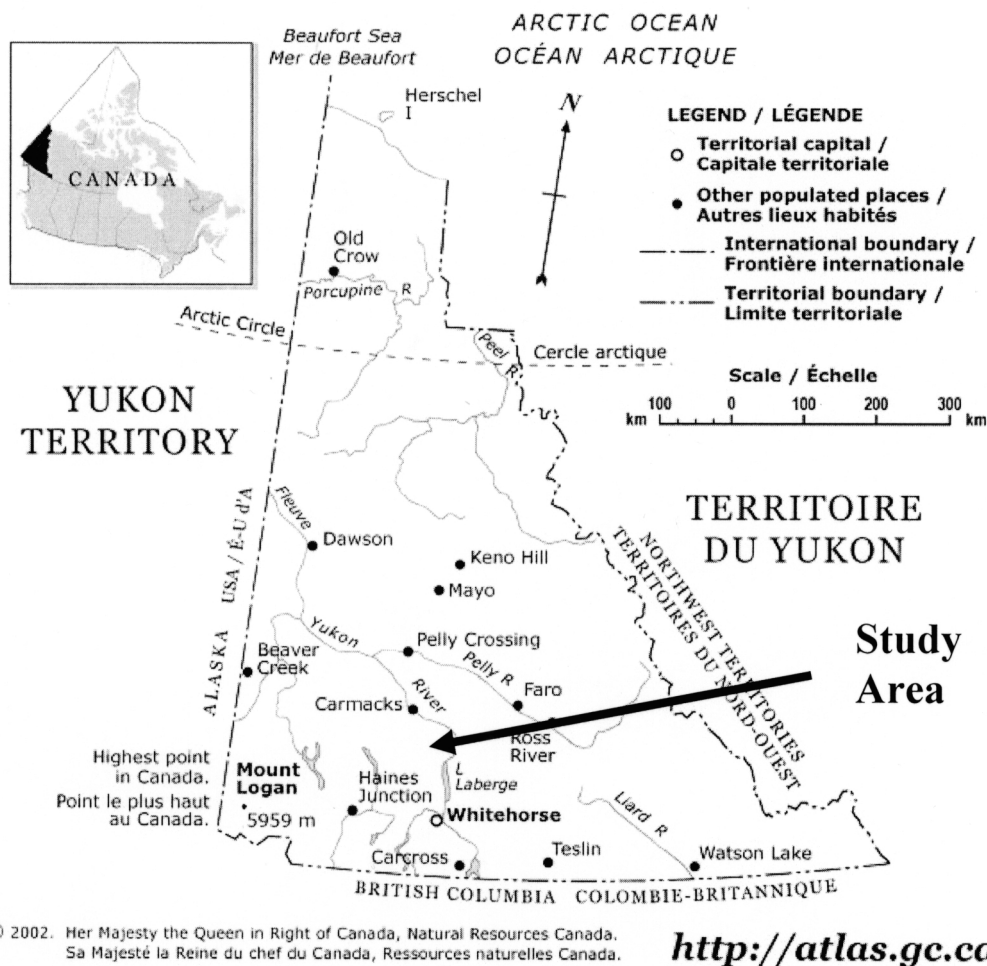 Beaufort Sea
Mer de Beaufort
ARCTIC OCEAN
OCÉAN ARCTIQUE
CANADA
Herschel
I
N
LEGEND / LÉGENDE
Territorial capital /
Capitale territoriale
Other populated places /
Autres lieux habités
International boundary /
Frontière internationale
Territorial boundary /
Limite territoriale
Old
Crow
Porcupine R
Arctic Circle
Peel R
Cercle arctique
Scale / Échelle
km 100 0 100 200 300 km
YUKON
TERRITORY
TERRITOIRE
DU YUKON
Fleuve
Dawson
Keno Hill
Mayo
ALASKA USA / É-U d'A
NORTHWEST TERRITORIES
TERRITOIRES DU NORD-OUEST
Study
Area
Yukon
River
Pelly Crossing
Pelly R
Beaver
Creek
Faro
Carmacks
Ross
River
Highest point
in Canada.
Mount
Logan
Point le plus haut
au Canada.
5959 m
Haines
Junction
L
Laberge
Whitehorse
Liard R
Carcross
Teslin
Watson Lake
BRITISH COLUMBIA COLOMBIE-BRITANNIQUE
© 2002. Her Majesty the Queen in Right of Canada, Natural Resources Canada.
Sa Majesté la Reine du chef du Canada, Ressources naturelles Canada.
http://atlas.gc.ca